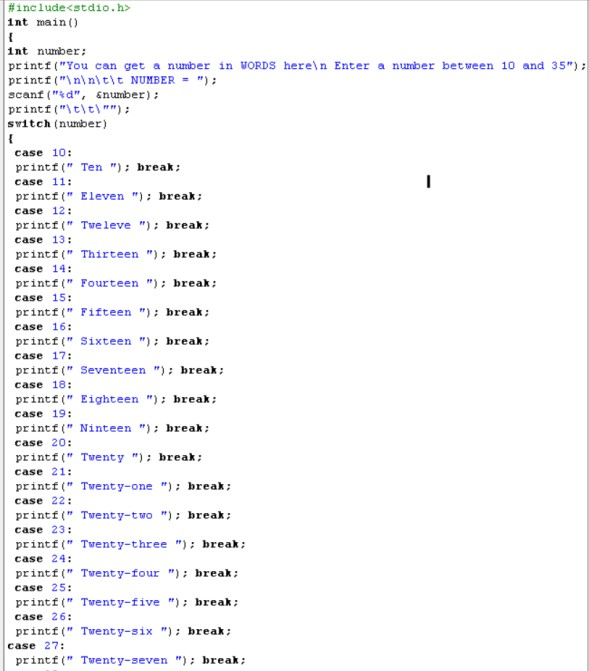 #include<stdio.h>
int main()
{
int number;
printf("You can get a number in WORDS here\n Enter a number between 10 and 35");
printf("\n\n\t\t NUMBER = ");
scanf("%d", &number);
printf("\t\t\"");
switch(number)
{
case 10:
printf(" Ten "); break;
case 11:
printf(" Eleven "); break;
case 12:
printf(" Tweleve "); break;
case 13:
printf(" Thirteen "); break;
case 14:
printf(" Fourteen "); break;
case 15:
printf(" Fifteen "); break;
case 16:
printf(" Sixteen "); break;
case 17:
printf(" Seventeen "); break;
case 18:
printf(" Eighteen "); break;
case 19:
printf(" Ninteen "); break;
case 20:
printf(" Twenty "); break;
case 21:
printf(" Twenty-one "); break;
case 22:
printf(" Twenty-two "); break;
case 23:
printf(" Twenty-three "); break;
case 24:
printf(" Twenty-four "); break;
case 25:
printf(" Twenty-five "); break;
case 26:
printf(" Twenty-six "); break;
case 27:
printf(" Twenty-seven "); break;